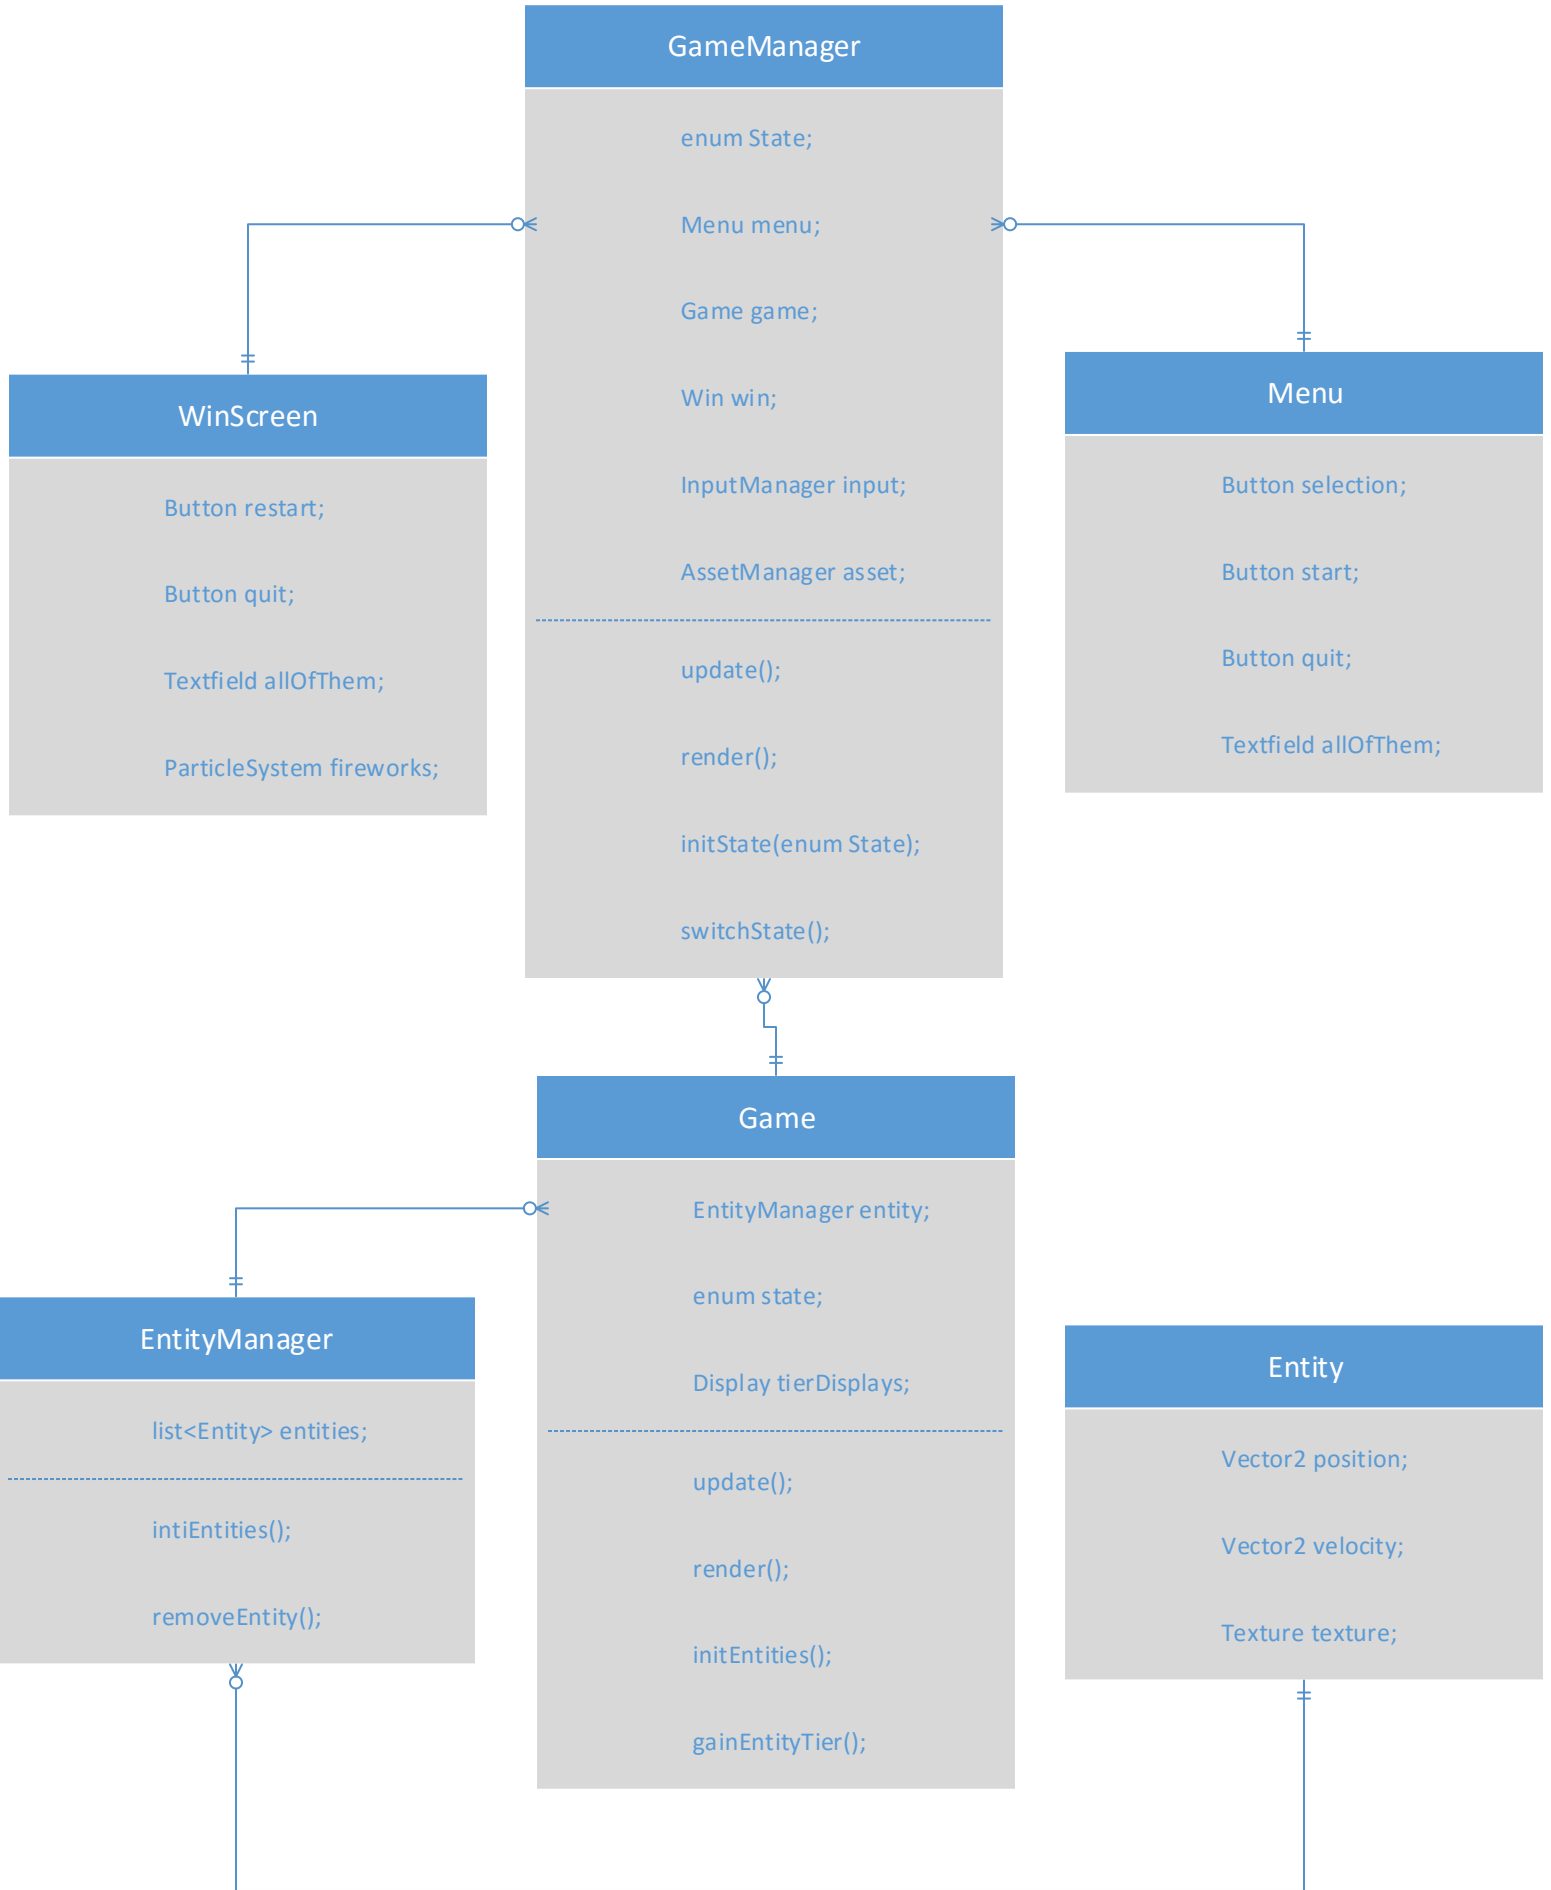 GameManager
enum State;
Menu menu;
Game game;
Win win;
InputManager input;
AssetManager asset;
update();
render();
initState(enum State);
switchState();
WinScreen
Button restart;
Button quit;
Textfield allOfThem;
ParticleSystem fireworks;
Menu
Button selection;
Button start;
Button quit;
Textfield allOfThem;
Game
EntityManager entity;
enum state;
Display tierDisplays;
update();
render();
initEntities();
gainEntityTier();
EntityManager
list<Entity> entities;
intiEntities();
removeEntity();
Entity
Vector2 position;
Vector2 velocity;
Texture texture;